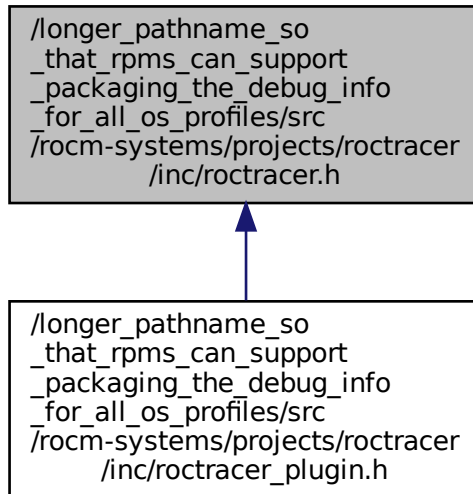 /longer_pathname_so
_that_rpms_can_support
_packaging_the_debug_info
_for_all_os_profiles/src
/rocm-systems/projects/roctracer
/inc/roctracer.h
/longer_pathname_so
_that_rpms_can_support
_packaging_the_debug_info
_for_all_os_profiles/src
/rocm-systems/projects/roctracer
/inc/roctracer_plugin.h